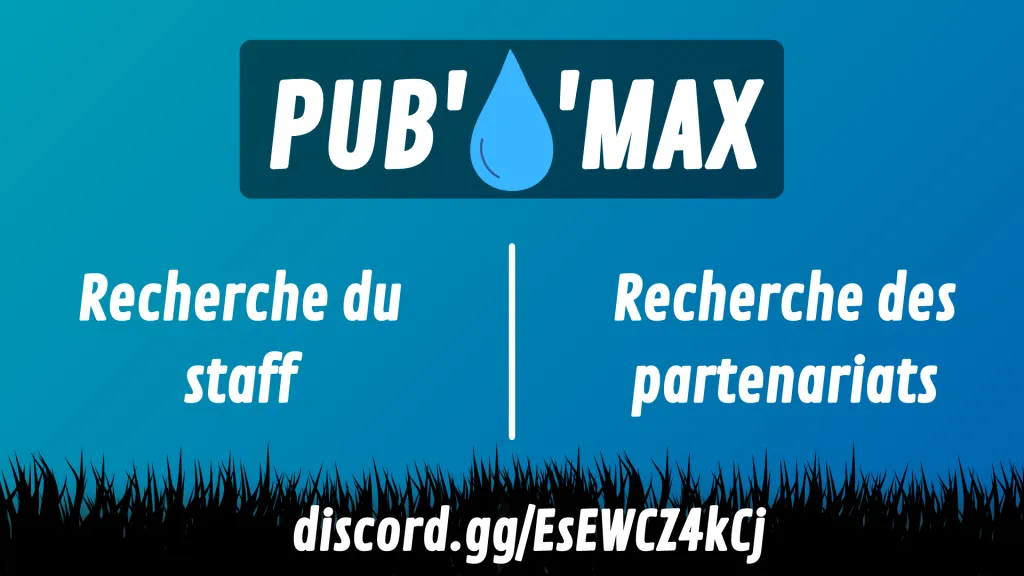 PUB' 'MAX
Recherche du
staff
Recherche des
partenariats
discord.gg/EsEWCZ4kCj